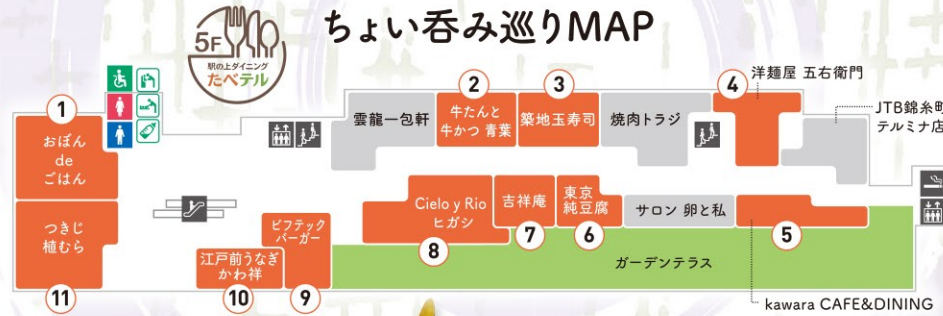 ちょい呑み巡りMAP
5F
駅の上ダイニング
たべテル
1
おぼん
de
ごはん
雲龍一包軒
2
牛たんと
牛かつ 青葉
3
築地玉寿司
焼肉トラジ
4
洋麺屋 五右衛門
JTB錦糸町
テルミナ店
つきじ
植むら
11
江戸前うなぎ
かわ祥
10
ビフテック
バーガー
9
Cielo y Rio
ヒガシ
8
吉祥庵
7
東京
純豆腐
6
サロン 卵と私
5
ガーデンテラス
kawara CAFE&DINING